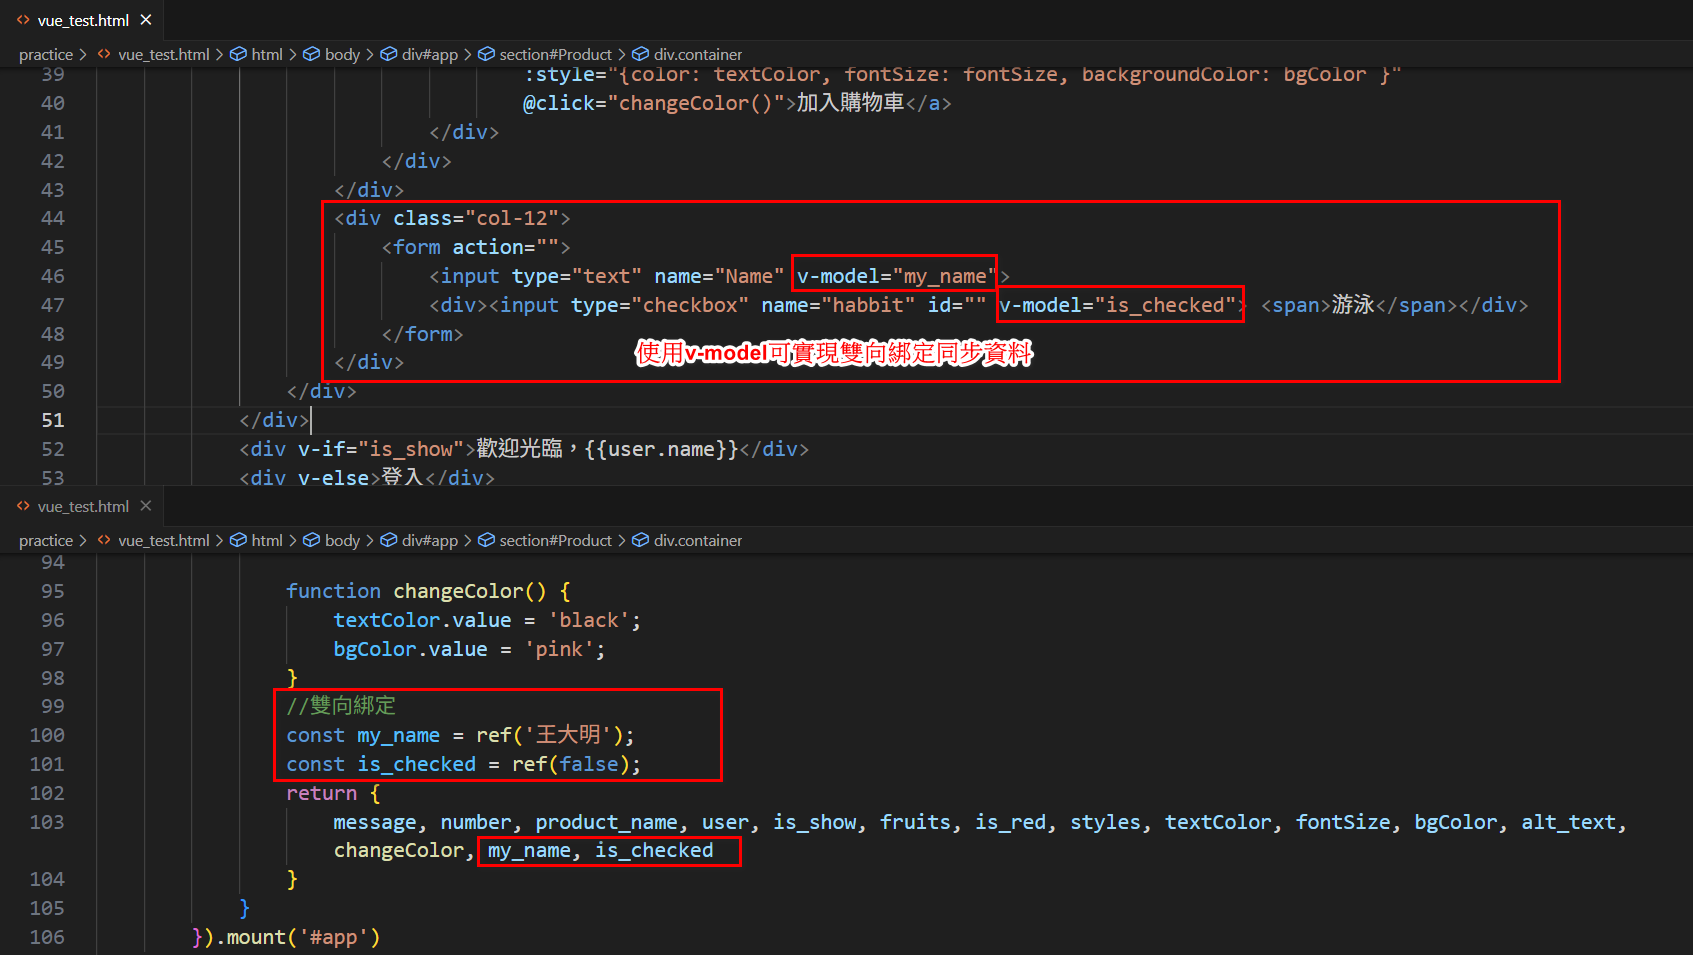 vue_test.html
practice > vue_test.html > html > body > div#app > section#Product > div.container
39 :style="{color: textColor, fontSize: fontSize, backgroundColor: bgColor }"
40 @click="changeColor()">加入購物車</a>
41 </div>
42 </div>
43 </div>
44 <div class="col-12">
45 <form action="">
46 <input type="text" name="Name" v-model="my_name">
47 <div><input type="checkbox" name="habbit" id="" v-model="is_checked"> <span>游泳</span></div>
48 </form>
使用v-model可實現雙向綁定同步資料
49 </div>
50 </div>
51 </div>
52 <div v-if="is_show">歡迎光臨，{{user.name}}</div>
53 <div v-else>登入</div>
vue_test.html
practice > vue_test.html > html > body > div#app > section#Product > div.container
94
95 function changeColor() {
96 textColor.value = 'black';
97 bgColor.value = 'pink';
98 }
99 //雙向綁定
100 const my_name = ref('王大明');
101 const is_checked = ref(false);
102 return {
103 message, number, product_name, user, is_show, fruits, is_red, styles, textColor, fontSize, bgColor, alt_text,
changeColor, my_name, is_checked
104 }
105 }
106 }).mount('#app')